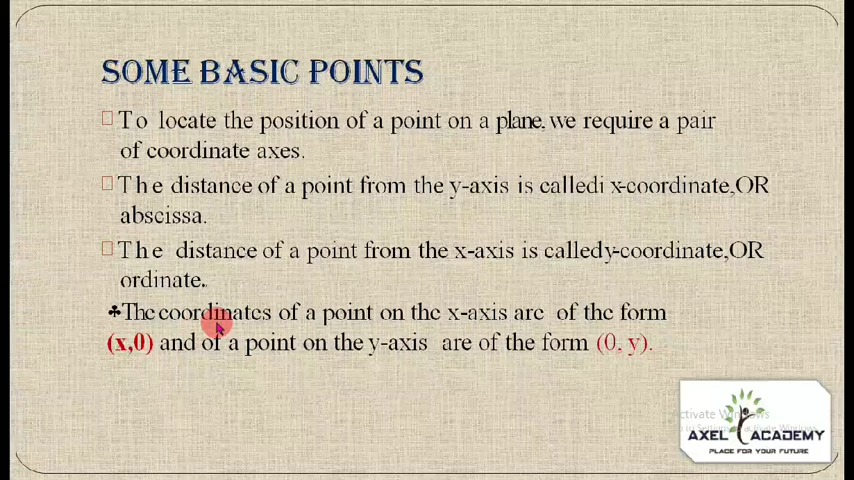 SOME BASIC POINTS
To locate the position of a point on a plane, we require a pair
of coordinate axes.
The distance of a point from the y-axis is calledi x-coordinate,OR
abscissa.
The distance of a point from the x-axis is calledy-coordinate,OR
ordinate.
♣The coordinates of a point on the x-axis are of the form
(x,0) and of a point on the y-axis are of the form (0, y).
Activate Windows
AXEL ACADEMY
PLACE FOR YOUR FUTURE